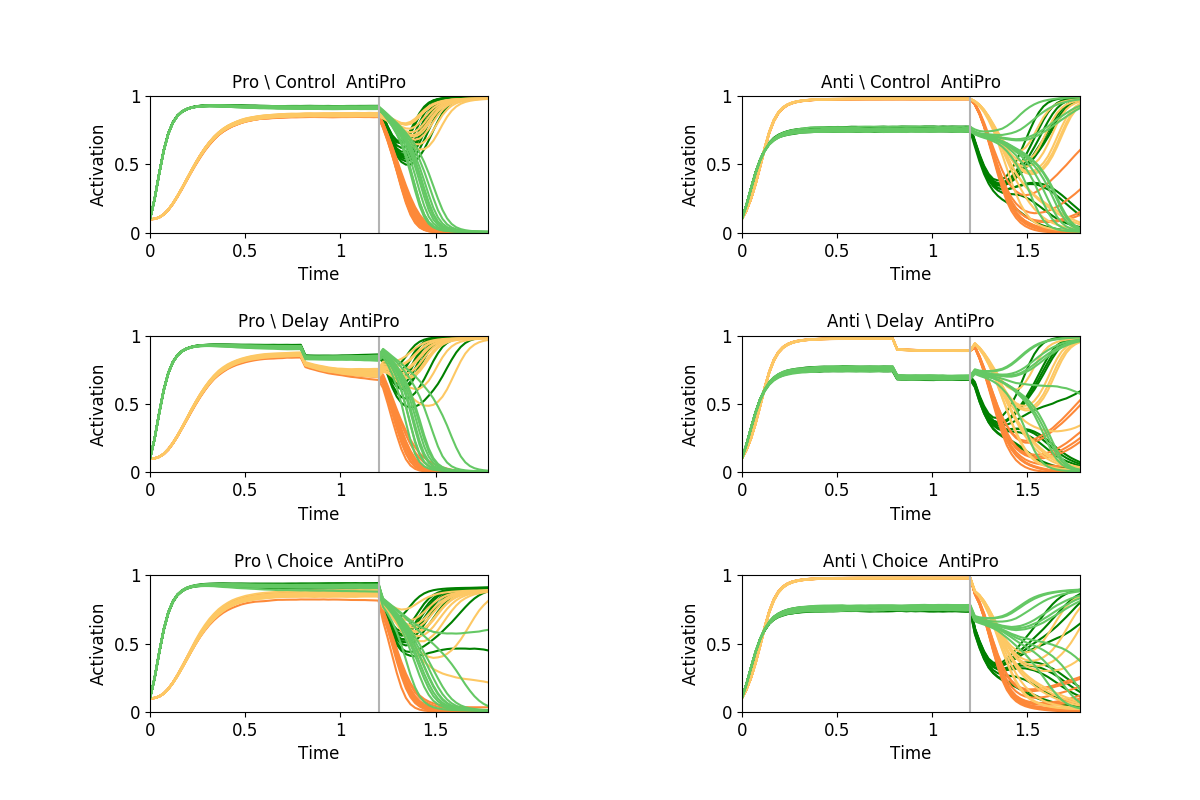 Pro \ Control  AntiPro
Activation
1
0.5
0
0
0.5
1
1.5
Time
Anti \ Control  AntiPro
Activation
1
0.5
0
0
0.5
1
1.5
Time
Pro \ Delay  AntiPro
Activation
1
0.5
0
0
0.5
1
1.5
Time
Anti \ Delay  AntiPro
Activation
1
0.5
0
0
0.5
1
1.5
Time
Pro \ Choice  AntiPro
Activation
1
0.5
0
0
0.5
1
1.5
Time
Anti \ Choice  AntiPro
Activation
1
0.5
0
0
0.5
1
1.5
Time